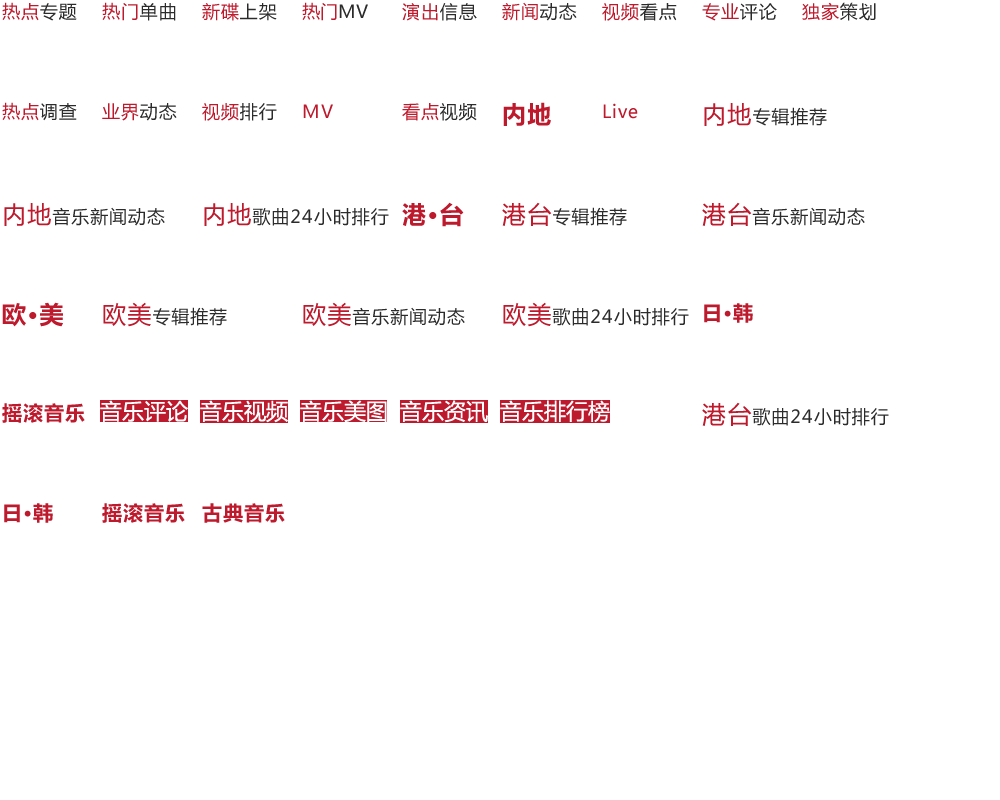 热点专题 热门单曲 新碟上架 热门MV 演出信息 新闻动态 视频看点 专业评论 独家策划
热点调查 业界动态 视频排行 MV 看点视频 内地 Live 内地专辑推荐
内地音乐新闻动态 内地歌曲24小时排行 港·台 港台专辑推荐 港台音乐新闻动态
欧·美 欧美专辑推荐 欧美音乐新闻动态 欧美歌曲24小时排行 日·韩
摇滚音乐 音乐评论 音乐视频 音乐美图 音乐资讯 音乐排行榜 港台歌曲24小时排行
日·韩 摇滚音乐 古典音乐